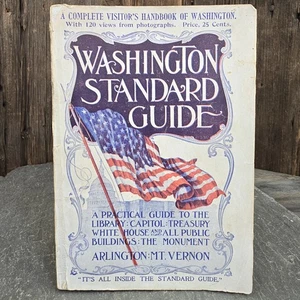 A COMPLETE VISITOR'S HANDBOOK OF WASHINGTON.
With 120 views from photographs. Price, 25 Cents.
WASHINGTON
STANDARD
GUIDE
A PRACTICAL GUIDE TO THE
LIBRARY: CAPITOL: TREASURY
WHITE HOUSE AND ALL PUBLIC
BUILDINGS: THE MONUMENT
ARLINGTON: MT. VERNON
"IT'S ALL INSIDE THE STANDARD GUIDE."